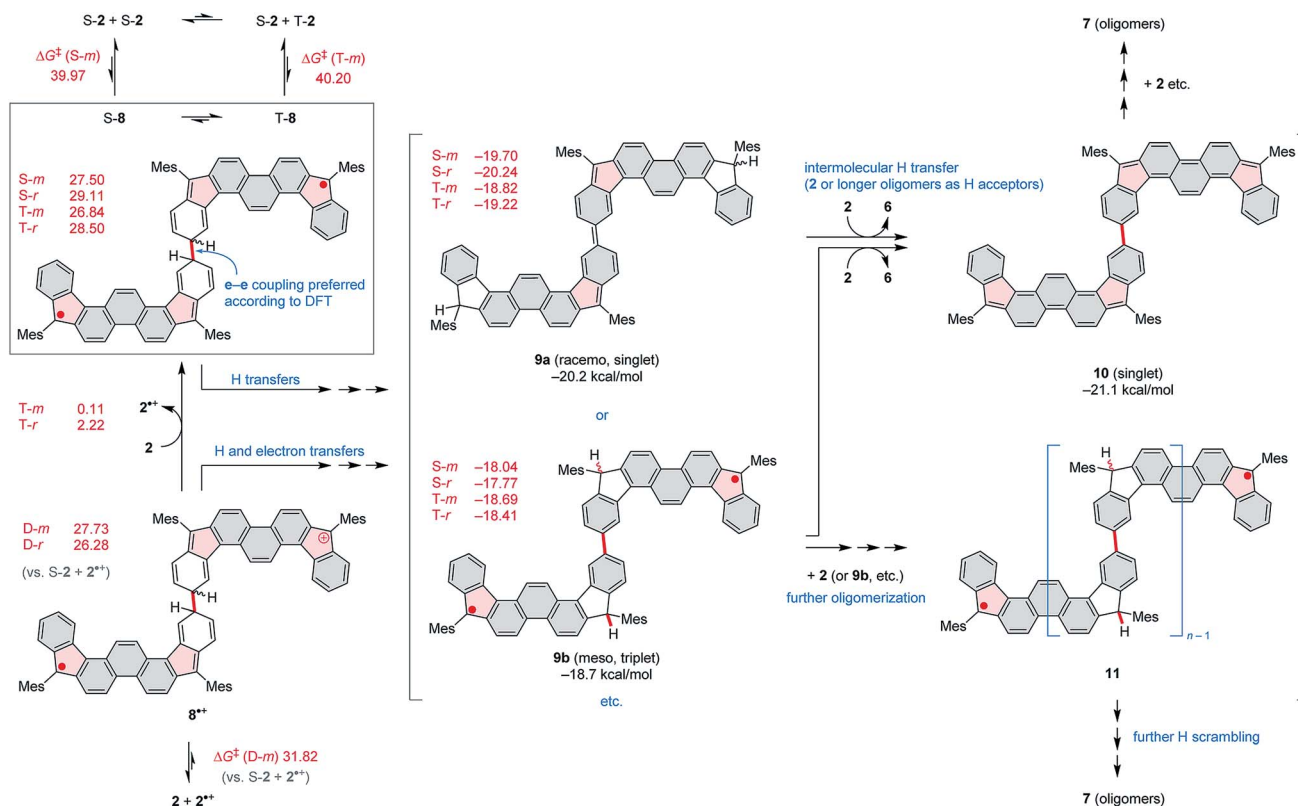 S-2 + S-2
S-2 + T-2
ΔG‡ (S-m)
39.97
ΔG‡ (T-m)
40.20
S-8
T-8
Mes
Mes
S-m 27.50
S-r 29.11
T-m 26.84
T-r 28.50
H
H
e–e coupling preferred
according to DFT
Mes
Mes
H transfers
T-m 0.11
T-r 2.22
2•+
2
H and electron transfers
D-m 27.73
D-r 26.28
(vs. S-2 + 2•+)
Mes
Mes
⊕
H
H
Mes
Mes
8•+
ΔG‡ (D-m) 31.82
(vs. S-2 + 2•+)
2 + 2•+
S-m −19.70
S-r −20.24
T-m −18.82
T-r −19.22
Mes
Mes
H
H
Mes
Mes
9a (racemo, singlet)
−20.2 kcal/mol
or
S-m −18.04
S-r −17.77
T-m −18.69
T-r −18.41
H
Mes
Mes
Mes
Mes
H
9b (meso, triplet)
−18.7 kcal/mol
etc.
intermolecular H transfer
(2 or longer oligomers as H acceptors)
2 6
2 6
+ 2 (or 9b, etc.)
further oligomerization
7 (oligomers)
+ 2 etc.
Mes
Mes
Mes
Mes
10 (singlet)
−21.1 kcal/mol
H
Mes
Mes
Mes
Mes
H
n – 1
11
further H scrambling
7 (oligomers)